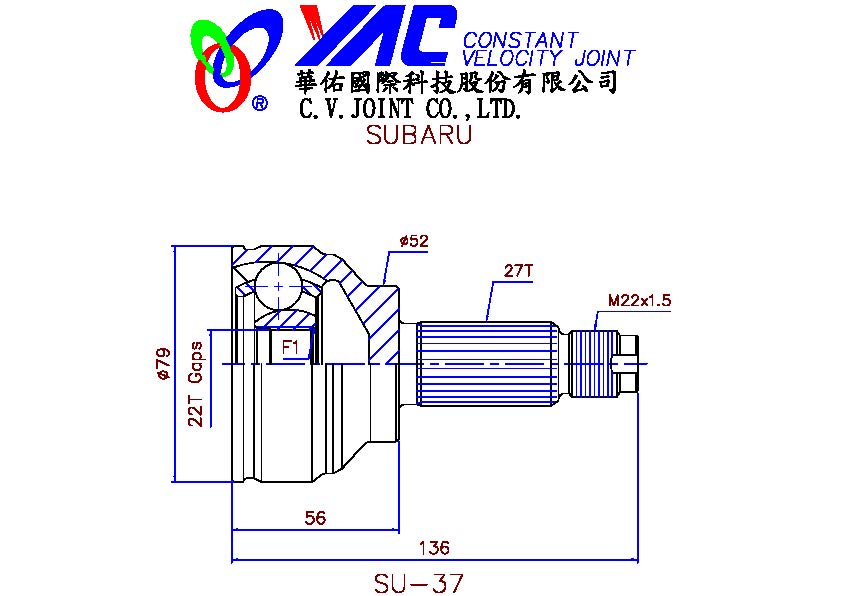 YAC CONSTANT
VELOCITY JOINT
®
華佑國際科技股份有限公司
C.V.JOINT CO.,LTD.
SUBARU
ø52
27T
M22x1.5
F1
ø79
22T Gaps
56
136
SU-37